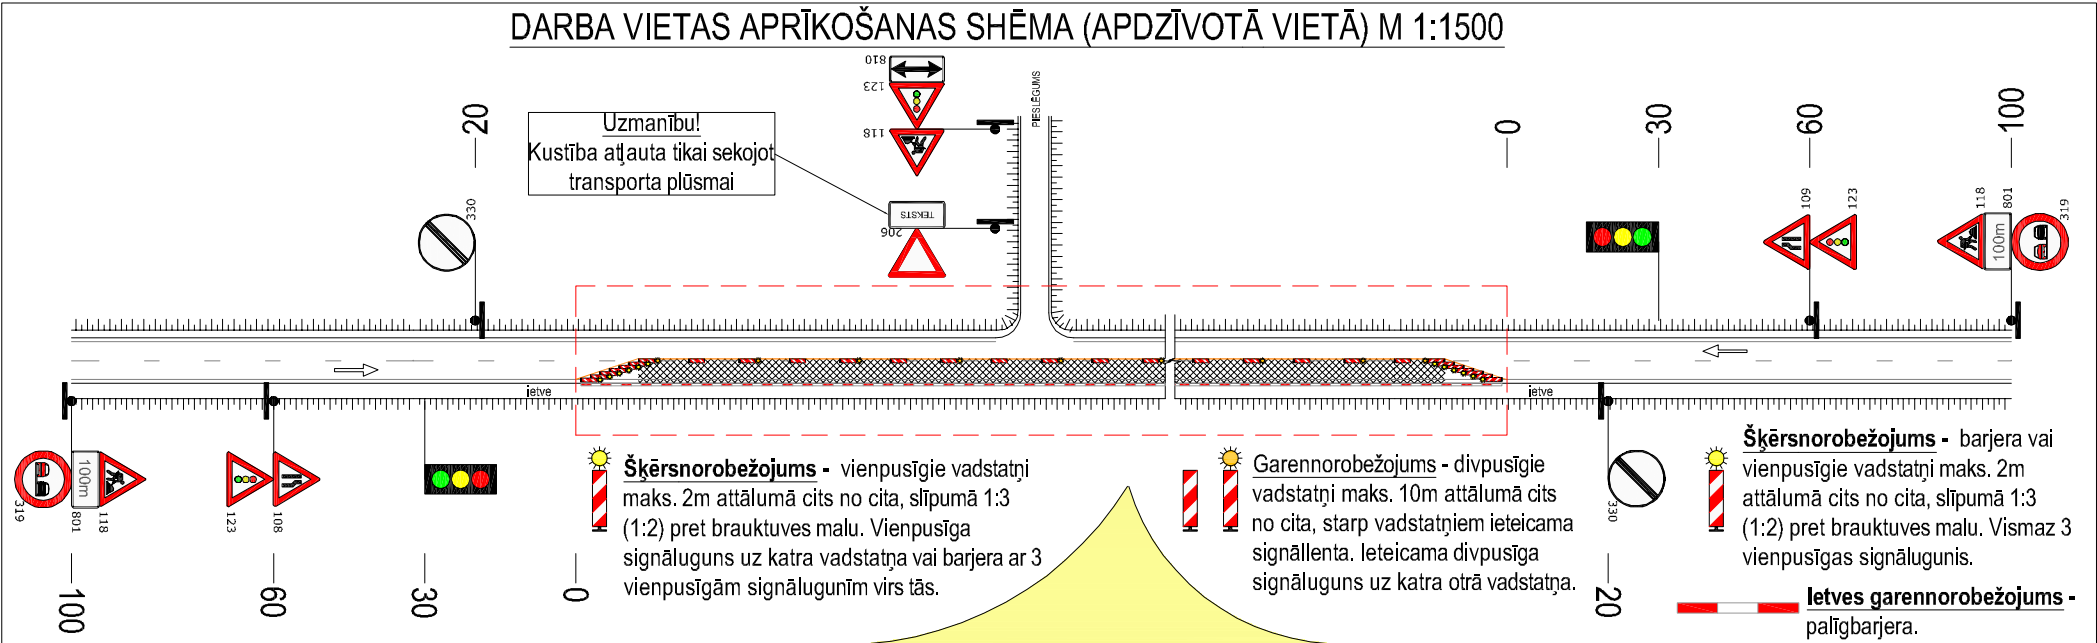 DARBA VIETAS APRĪKOŠANAS SHĒMA (APDZĪVOTĀ VIETĀ) M 1:1500
810
123
118
Uzmanību!
Kustība atļauta tikai sekojot
transporta plūsmai
TEKSTS
206
PIESLĒGUMS
20
330
0
30
60
100
109
123
118
801
100m
319
ietve
ietve
319
801
100m
118
123
108
100
60
30
0
Šķērsnorobežojums - vienpusīgie vadstatņi
maks. 2m attālumā cits no cita, slīpumā 1:3
(1:2) pret brauktuves malu. Vienpusīga
signāluguns uz katra vadstatņa vai barjera ar 3
vienpusīgām signālugunīm virs tās.
Garennorobežojums - divpusīgie
vadstatņi maks. 10m attālumā cits
no cita, starp vadstatņiem ieteicama
signāllenta. Ieteicama divpusīga
signāluguns uz katra otrā vadstatņa.
330
20
Šķērsnorobežojums - barjera vai
vienpusīgie vadstatņi maks. 2m
attālumā cits no cita, slīpumā 1:3
(1:2) pret brauktuves malu. Vismaz 3
vienpusīgas signālugunis.
Ietves garennorobežojums -
palīgbarjera.